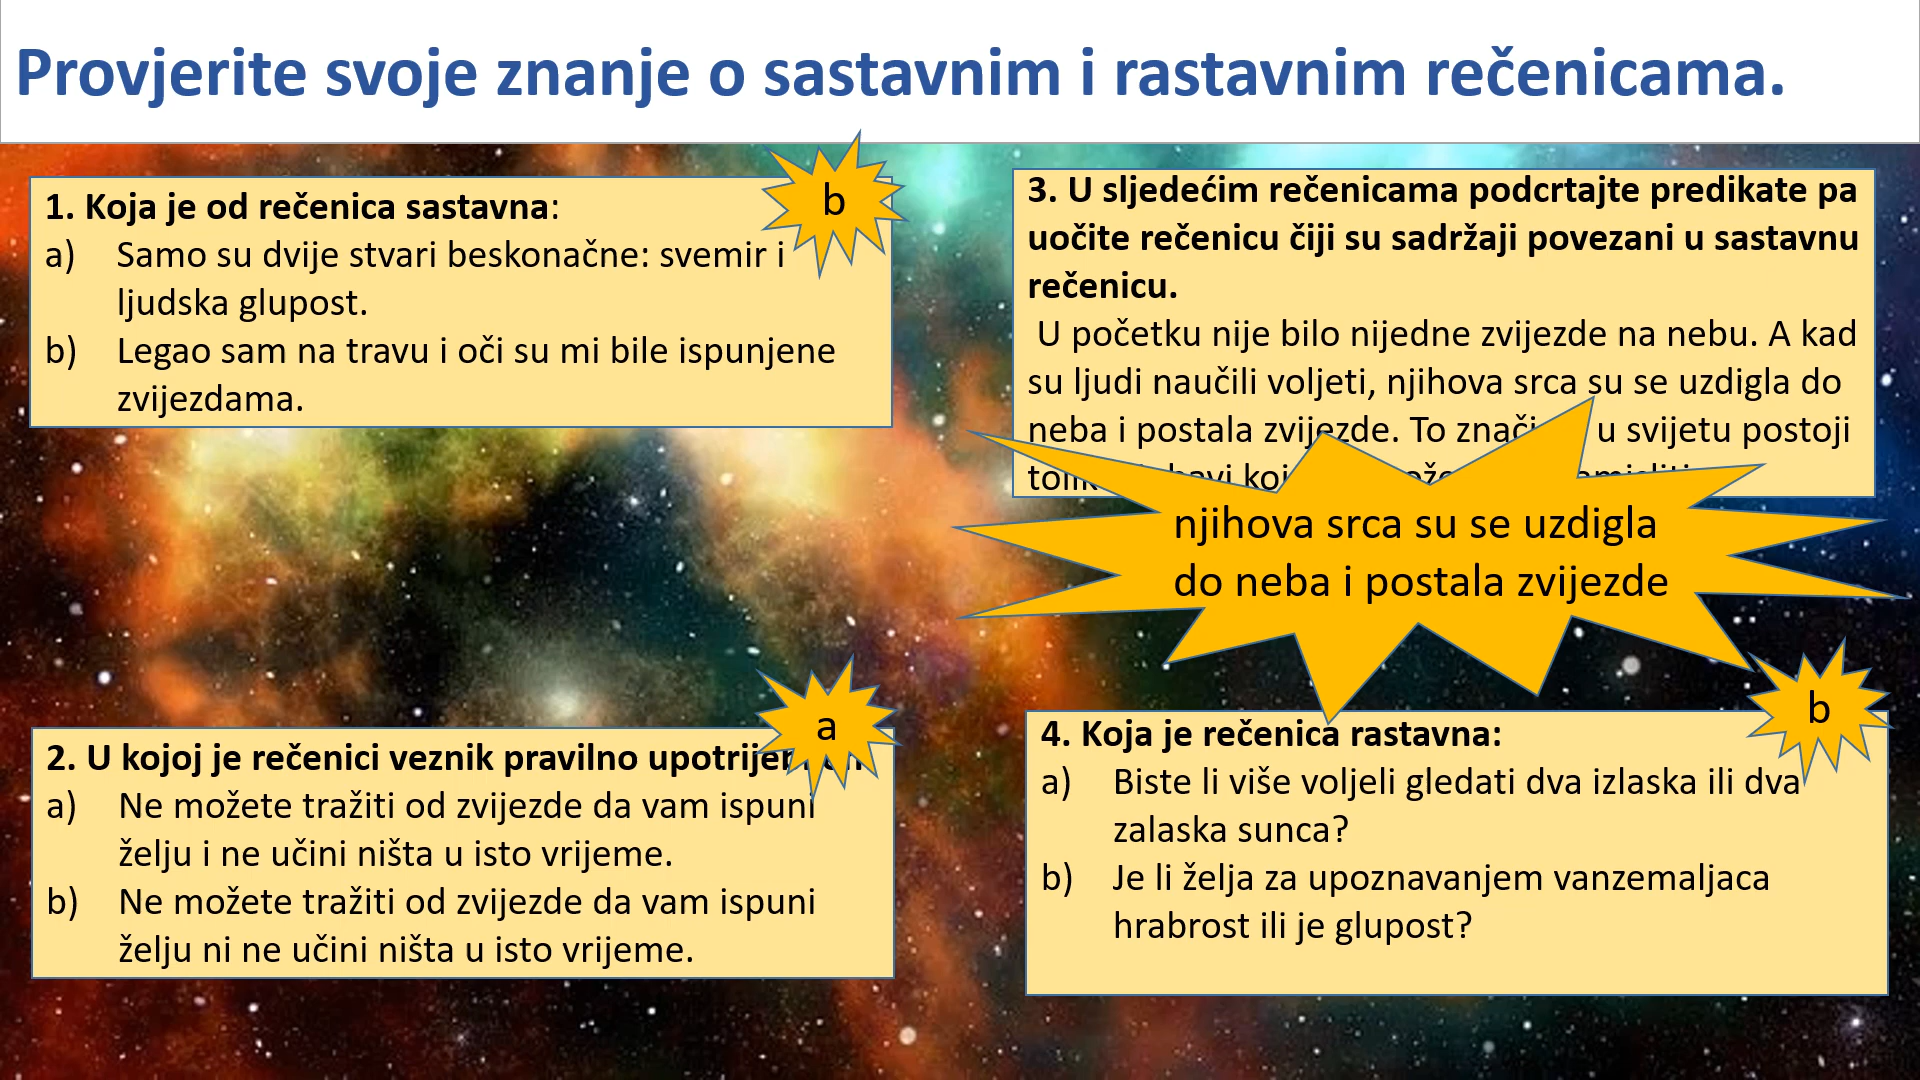 Provjerite svoje znanje o sastavnim i rastavnim rečenicama.
b
1. Koja je od rečenica sastavna:
a) Samo su dvije stvari beskonačne: svemir i
ljudska glupost.
b) Legao sam na travu i oči su mi bile ispunjene
zvijezdama.
a
2. U kojoj je rečenici veznik pravilno
a) Ne možete tražiti od zvijezde da vam ispuni
želju i ne učini ništa u isto vrijeme.
b) Ne možete tražiti od zvijezde da vam ispuni
želju ni ne učini ništa u isto vrijeme.
3. U sljedećim rečenicama podcrtajte predikate pa
uočite rečenicu čiji su sadržaji povezani u sastavnu
rečenicu.
U početku nije bilo nijedne zvijezde na nebu. A kad
su ljudi naučili voljeti, njihova srca su se uzdigla do
neba i postala zvijezde. To znači u svijetu postoji
njihova srca su se uzdigla
do neba i postala zvijezde
b
4. Koja je rečenica rastavna:
a) Biste li više voljeli gledati dva izlaska ili dva
zalaska sunca?
b) Je li želja za upoznavanjem vanzemaljaca
hrabrost ili je glupost?